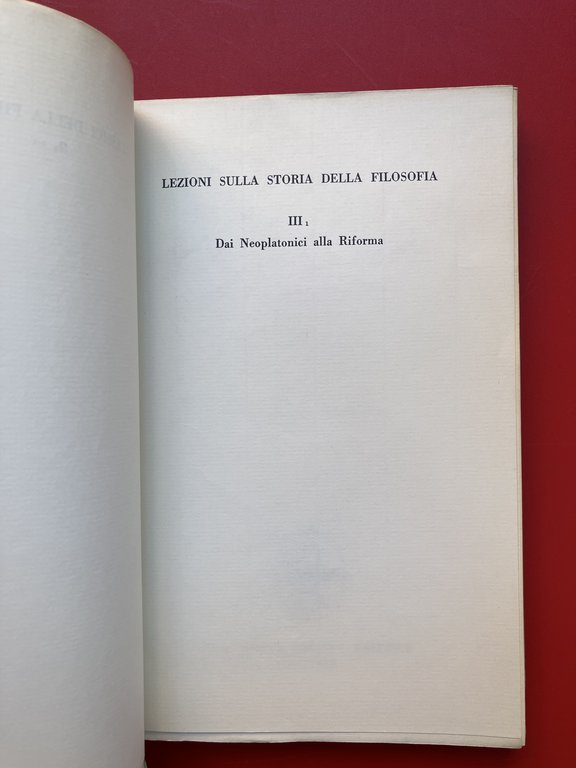 LEZIONI SULLA STORIA DELLA FILOSOFIA
III 1
Dai Neoplatonici alla Riforma